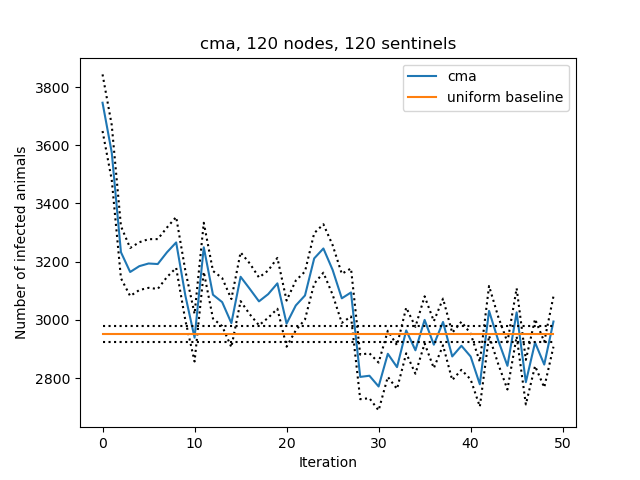 cma, 120 nodes, 120 sentinels
cma
uniform baseline
3800
3600
3400
3200
3000
2800
Number of infected animals
0
10
20
30
40
50
Iteration